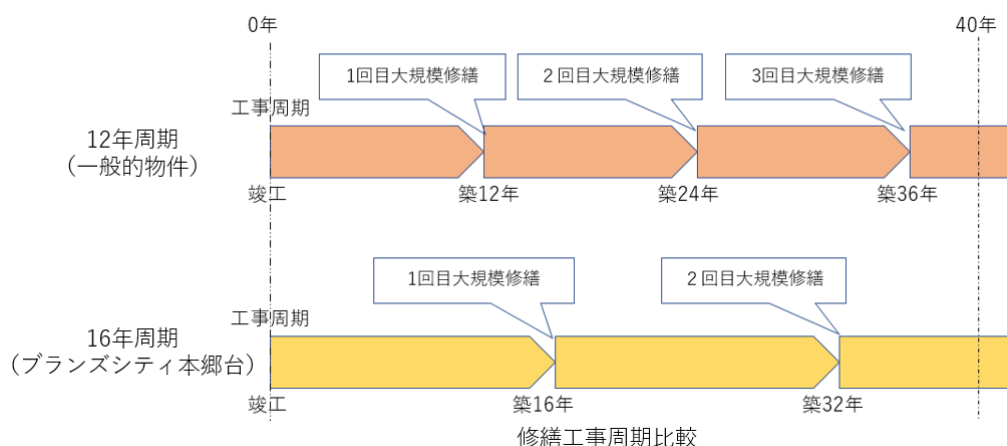 0年
40年
1回目大規模修繕
２回目大規模修繕
3回目大規模修繕
工事周期
12年周期
（一般的物件）
竣工
築12年
築24年
築36年
1回目大規模修繕
２回目大規模修繕
工事周期
16年周期
（ブランズシティ本郷台）
竣工
築16年
築32年
修繕工事周期比較